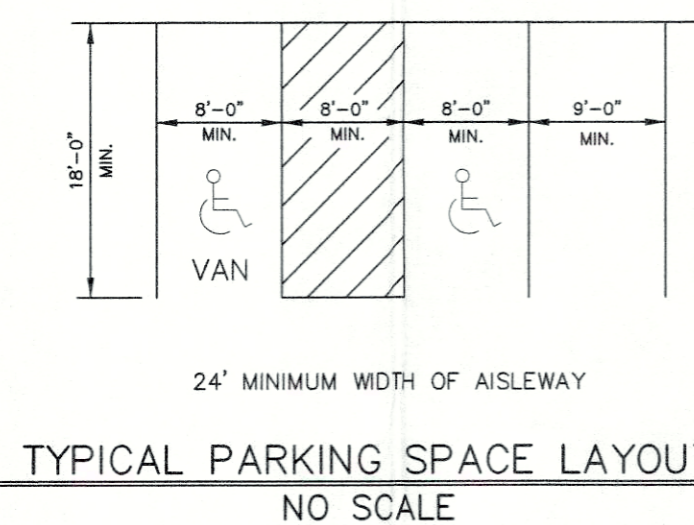 8'-0" 8'-0" 8'-0" 9'-0"
MIN. MIN. MIN. MIN.
18'-0"
MIN.
VAN
24' MINIMUM WIDTH OF AISLEWAY
TYPICAL PARKING SPACE LAYOU
NO SCALE